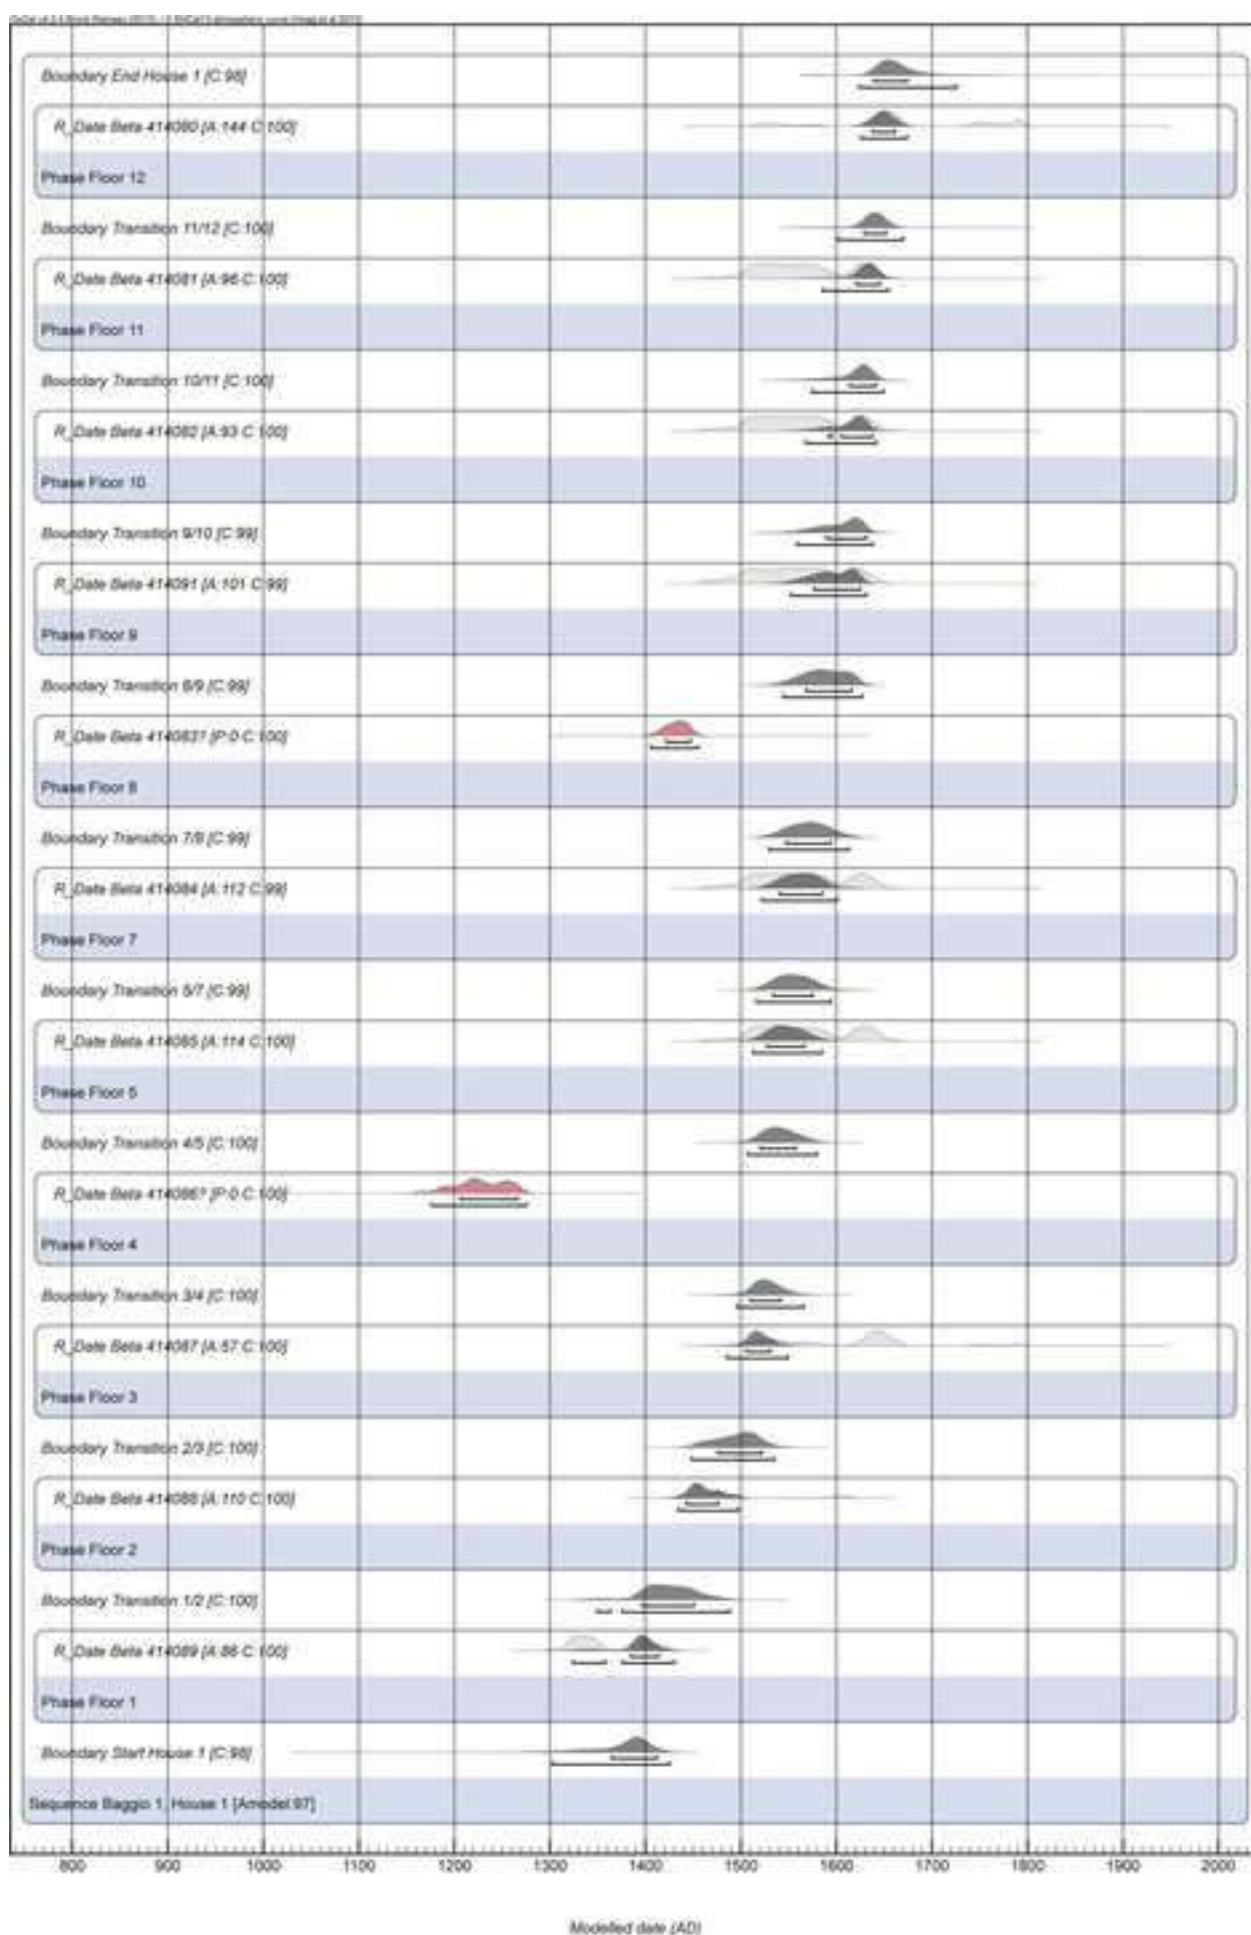 Boundary End House 1 [C:98]
R_Date Beta 414080 [A:144 C:100]
Phase Floor 12
Boundary Transition 11/12 [C:100]
R_Date Beta 414081 [A:96 C:100]
Phase Floor 11
Boundary Transition 10/11 [C:100]
R_Date Beta 414082 [A:93 C:100]
Phase Floor 10
Boundary Transition 9/10 [C:99]
R_Date Beta 414091 [A:101 C:99]
Phase Floor 9
Boundary Transition 8/9 [C:99]
R_Date Beta 414083? [P:0 C:100]
Phase Floor 8
Boundary Transition 7/8 [C:99]
R_Date Beta 414084 [A:112 C:99]
Phase Floor 7
Boundary Transition 5/7 [C:99]
R_Date Beta 414085 [A:114 C:100]
Phase Floor 5
Boundary Transition 4/5 [C:100]
R_Date Beta 414086? [P:0 C:100]
Phase Floor 4
Boundary Transition 3/4 [C:100]
R_Date Beta 414087 [A:57 C:100]
Phase Floor 3
Boundary Transition 2/3 [C:100]
R_Date Beta 414088 [A:110 C:100]
Phase Floor 2
Boundary Transition 1/2 [C:100]
R_Date Beta 414089 [A:86 C:100]
Phase Floor 1
Boundary Start House 1 [C:98]
Sequence Baggio 1, House 1 [Amodel:97]
800 900 1000 1100 1200 1300 1400 1500 1600 1700 1800 1900 2000
Modelled date (AD)